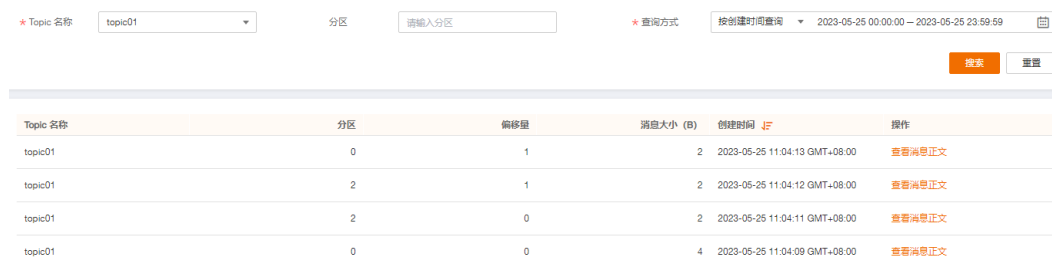 * Topic 名称 topic01 分区 请输入分区 * 查询方式 按创建时间查询 2023-05-25 00:00:00 — 2023-05-25 23:59:59
搜索 重置
Topic 名称 分区 偏移量 消息大小 (B) 创建时间 操作
topic01 0 1 2 2023-05-25 11:04:13 GMT+08:00 查看消息正文
topic01 2 1 2 2023-05-25 11:04:12 GMT+08:00 查看消息正文
topic01 2 0 2 2023-05-25 11:04:11 GMT+08:00 查看消息正文
topic01 0 0 4 2023-05-25 11:04:09 GMT+08:00 查看消息正文